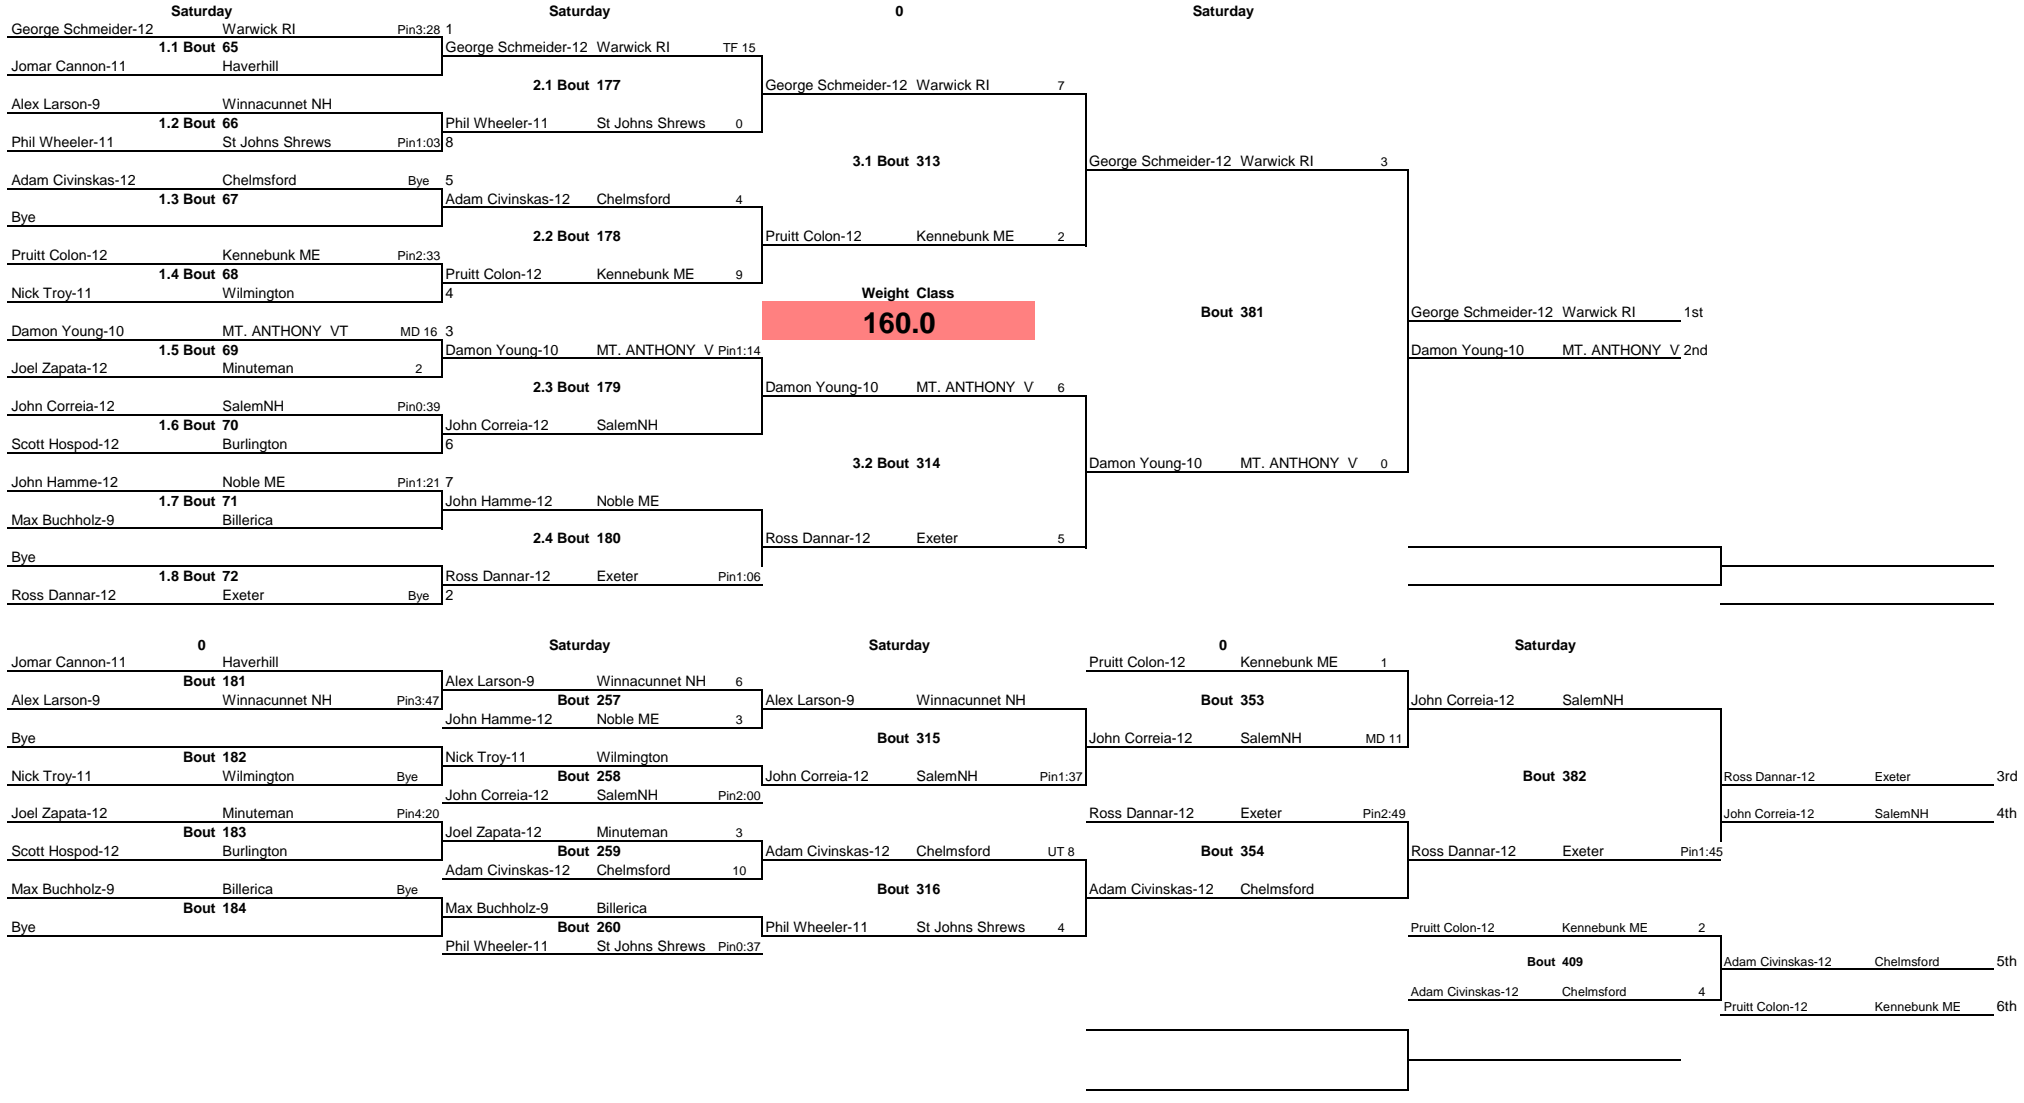 Saturday Saturday 0 Saturday
George Schmeider-12 Warwick RI Pin3:28 1
1.1 Bout 65 George Schmeider-12 Warwick RI TF 15
Jomar Cannon-11 Haverhill
2.1 Bout 177 George Schmeider-12 Warwick RI 7
Alex Larson-9 Winnacunnet NH
1.2 Bout 66 Phil Wheeler-11 St Johns Shrews 0
Phil Wheeler-11 St Johns Shrews Pin1:03 8
3.1 Bout 313 George Schmeider-12 Warwick RI 3
Adam Civinskas-12 Chelmsford Bye 5
1.3 Bout 67 Adam Civinskas-12 Chelmsford 4
Bye
2.2 Bout 178 Pruitt Colon-12 Kennebunk ME 2
Pruitt Colon-12 Kennebunk ME Pin2:33
1.4 Bout 68 Pruitt Colon-12 Kennebunk ME 9
Nick Troy-11 Wilmington 4 Weight Class
Bout 381 George Schmeider-12 Warwick RI 1st
160.0
Damon Young-10 MT. ANTHONY VT MD 16 3
1.5 Bout 69 Damon Young-10 MT. ANTHONY V Pin1:14 Damon Young-10 MT. ANTHONY V 2nd
Joel Zapata-12 Minuteman 2
2.3 Bout 179 Damon Young-10 MT. ANTHONY V 6
John Correia-12 SalemNH Pin0:39
1.6 Bout 70 John Correia-12 SalemNH
Scott Hospod-12 Burlington 6
3.2 Bout 314 Damon Young-10 MT. ANTHONY V 0
John Hamme-12 Noble ME Pin1:21 7
1.7 Bout 71 John Hamme-12 Noble ME
Max Buchholz-9 Billerica
2.4 Bout 180 Ross Dannar-12 Exeter 5
Bye
1.8 Bout 72 Ross Dannar-12 Exeter Pin1:06
Ross Dannar-12 Exeter Bye 2
0 Saturday Saturday 0 Saturday
Jomar Cannon-11 Haverhill Pruitt Colon-12 Kennebunk ME 1
Bout 181 Alex Larson-9 Winnacunnet NH 6
Alex Larson-9 Winnacunnet NH Pin3:47 Bout 257 Alex Larson-9 Winnacunnet NH Bout 353 John Correia-12 SalemNH
John Hamme-12 Noble ME 3
Bye Bout 315 John Correia-12 SalemNH MD 11
Bout 182 Nick Troy-11 Wilmington
Nick Troy-11 Wilmington Bye Bout 258 John Correia-12 SalemNH Pin1:37 Bout 382 Ross Dannar-12 Exeter 3rd
John Correia-12 SalemNH Pin2:00
Joel Zapata-12 Minuteman Pin4:20 Ross Dannar-12 Exeter Pin2:49 John Correia-12 SalemNH 4th
Bout 183 Joel Zapata-12 Minuteman 3
Scott Hospod-12 Burlington Bout 259 Adam Civinskas-12 Chelmsford UT 8 Bout 354 Ross Dannar-12 Exeter Pin1:45
Adam Civinskas-12 Chelmsford 10
Max Buchholz-9 Billerica Bye Bout 316 Adam Civinskas-12 Chelmsford
Bout 184 Max Buchholz-9 Billerica
Bye Bout 260 Phil Wheeler-11 St Johns Shrews 4 Pruitt Colon-12 Kennebunk ME 2
Phil Wheeler-11 St Johns Shrews Pin0:37
Bout 409 Adam Civinskas-12 Chelmsford 5th
Adam Civinskas-12 Chelmsford 4
Pruitt Colon-12 Kennebunk ME 6th